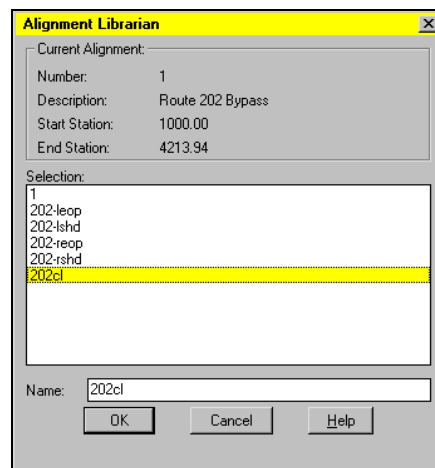 Alignment Librarian
Current Alignment:
Number: 1
Description: Route 202 Bypass
Start Station: 1000.00
End Station: 4213.94
Selection:
1
202-leop
202-lshd
202-reop
202-rshd
202cl
Name: 202cl
OK Cancel Help